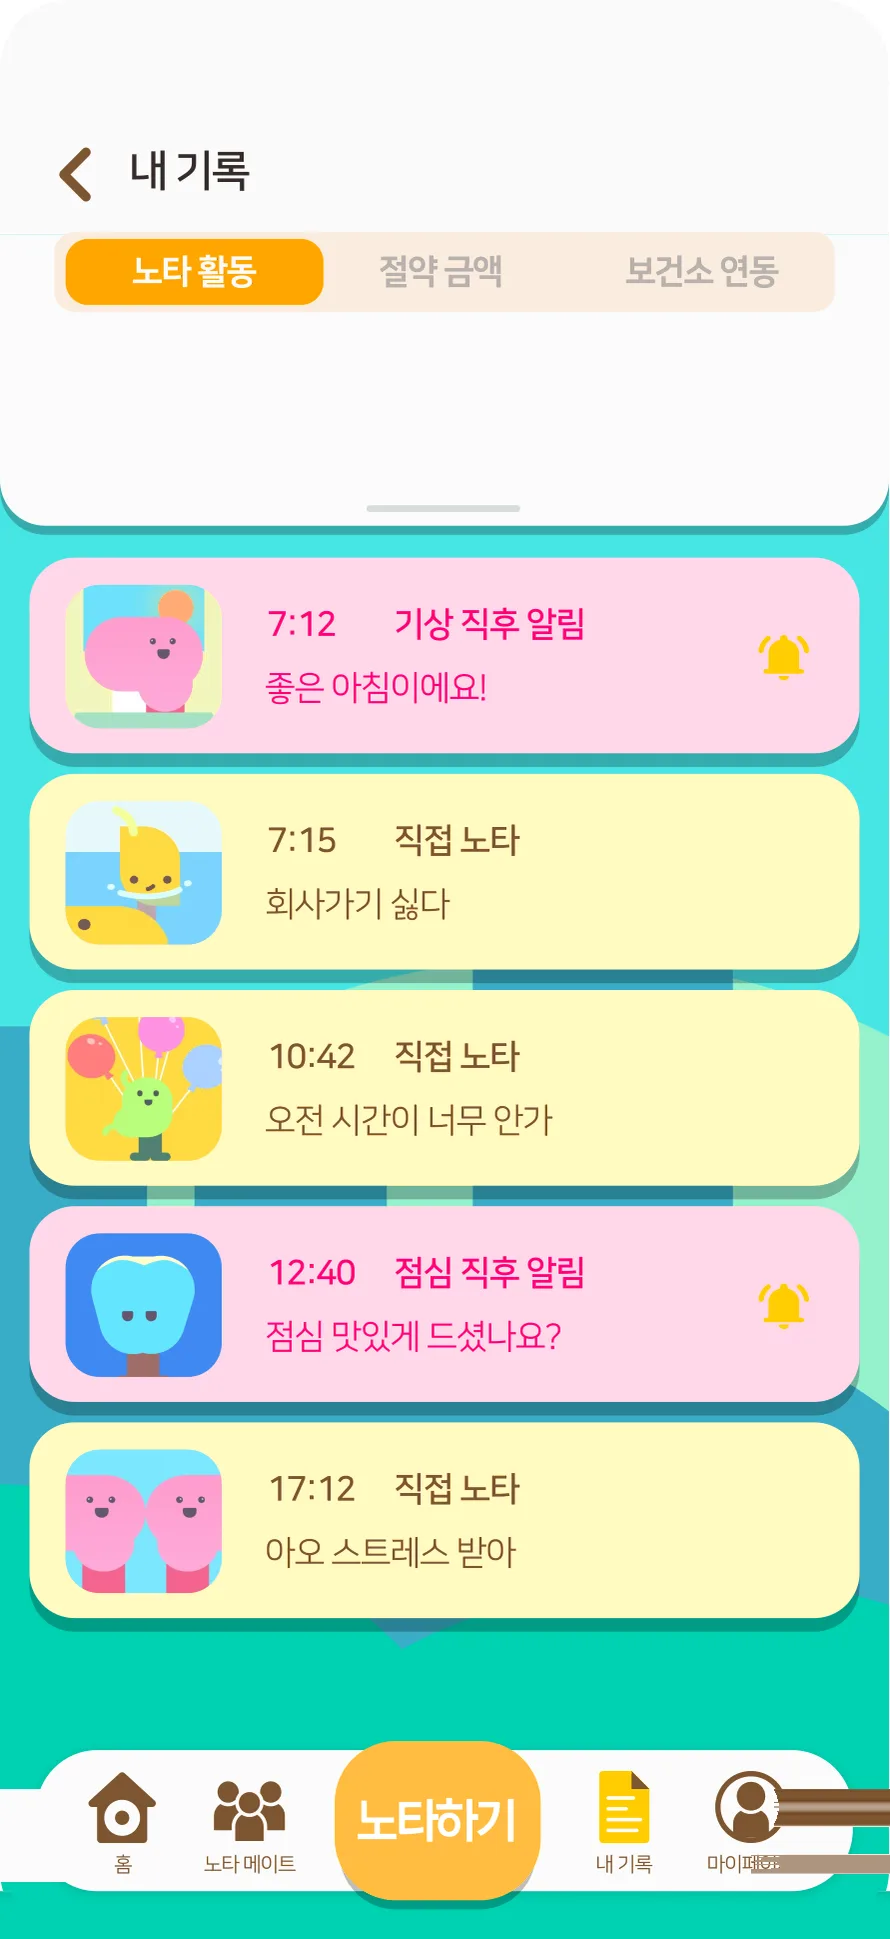 내 기록
노타 활동 절약 금액 보건소 연동
7:12 기상 직후 알림
좋은 아침이에요!
7:15 직접 노타
회사가기 싫다
10:42 직접 노타
오전 시간이 너무 안가
12:40 점심 직후 알림
점심 맛있게 드셨나요?
17:12 직접 노타
아오 스트레스 받아
노타하기
홈 노타 메이트 내 기록